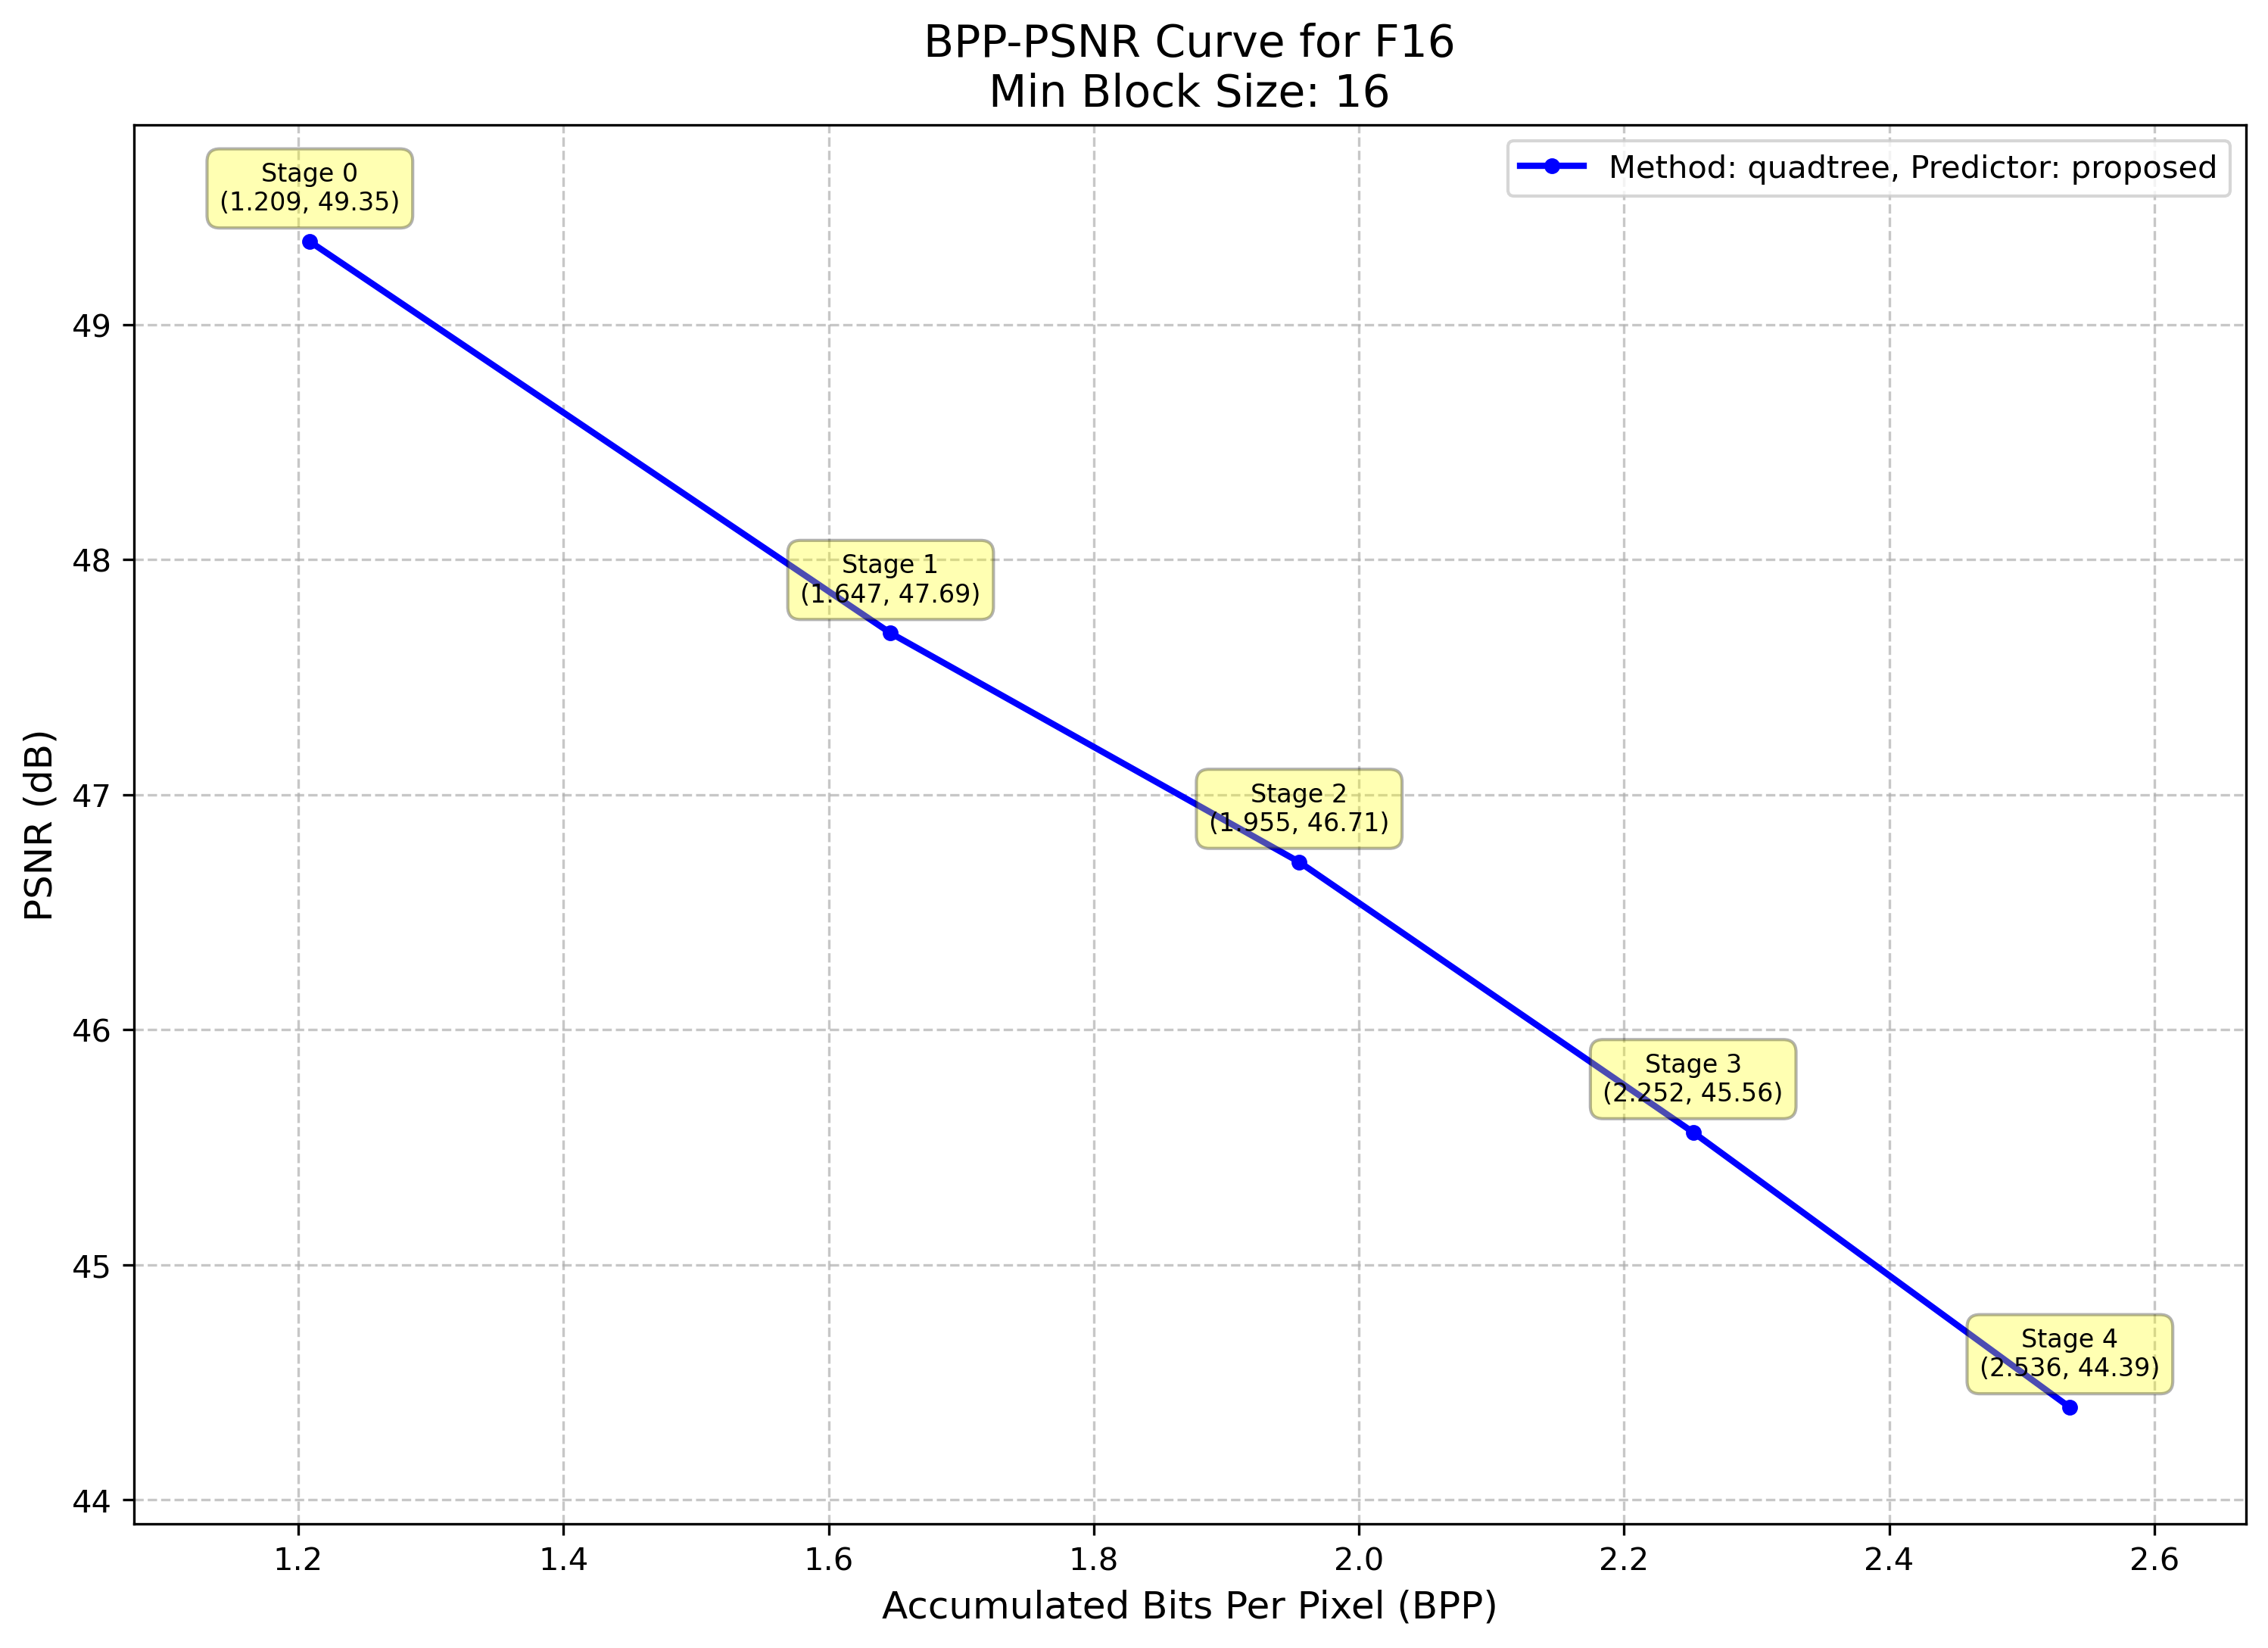 BPP-PSNR Curve for F16
Min Block Size: 16
Method: quadtree, Predictor: proposed
Stage 0
(1.209, 49.35)
Stage 1
(1.647, 47.69)
Stage 2
(1.955, 46.71)
Stage 3
(2.252, 45.56)
Stage 4
(2.536, 44.39)
PSNR (dB)
49
48
47
46
45
44
1.2 1.4 1.6 1.8 2.0 2.2 2.4 2.6
Accumulated Bits Per Pixel (BPP)